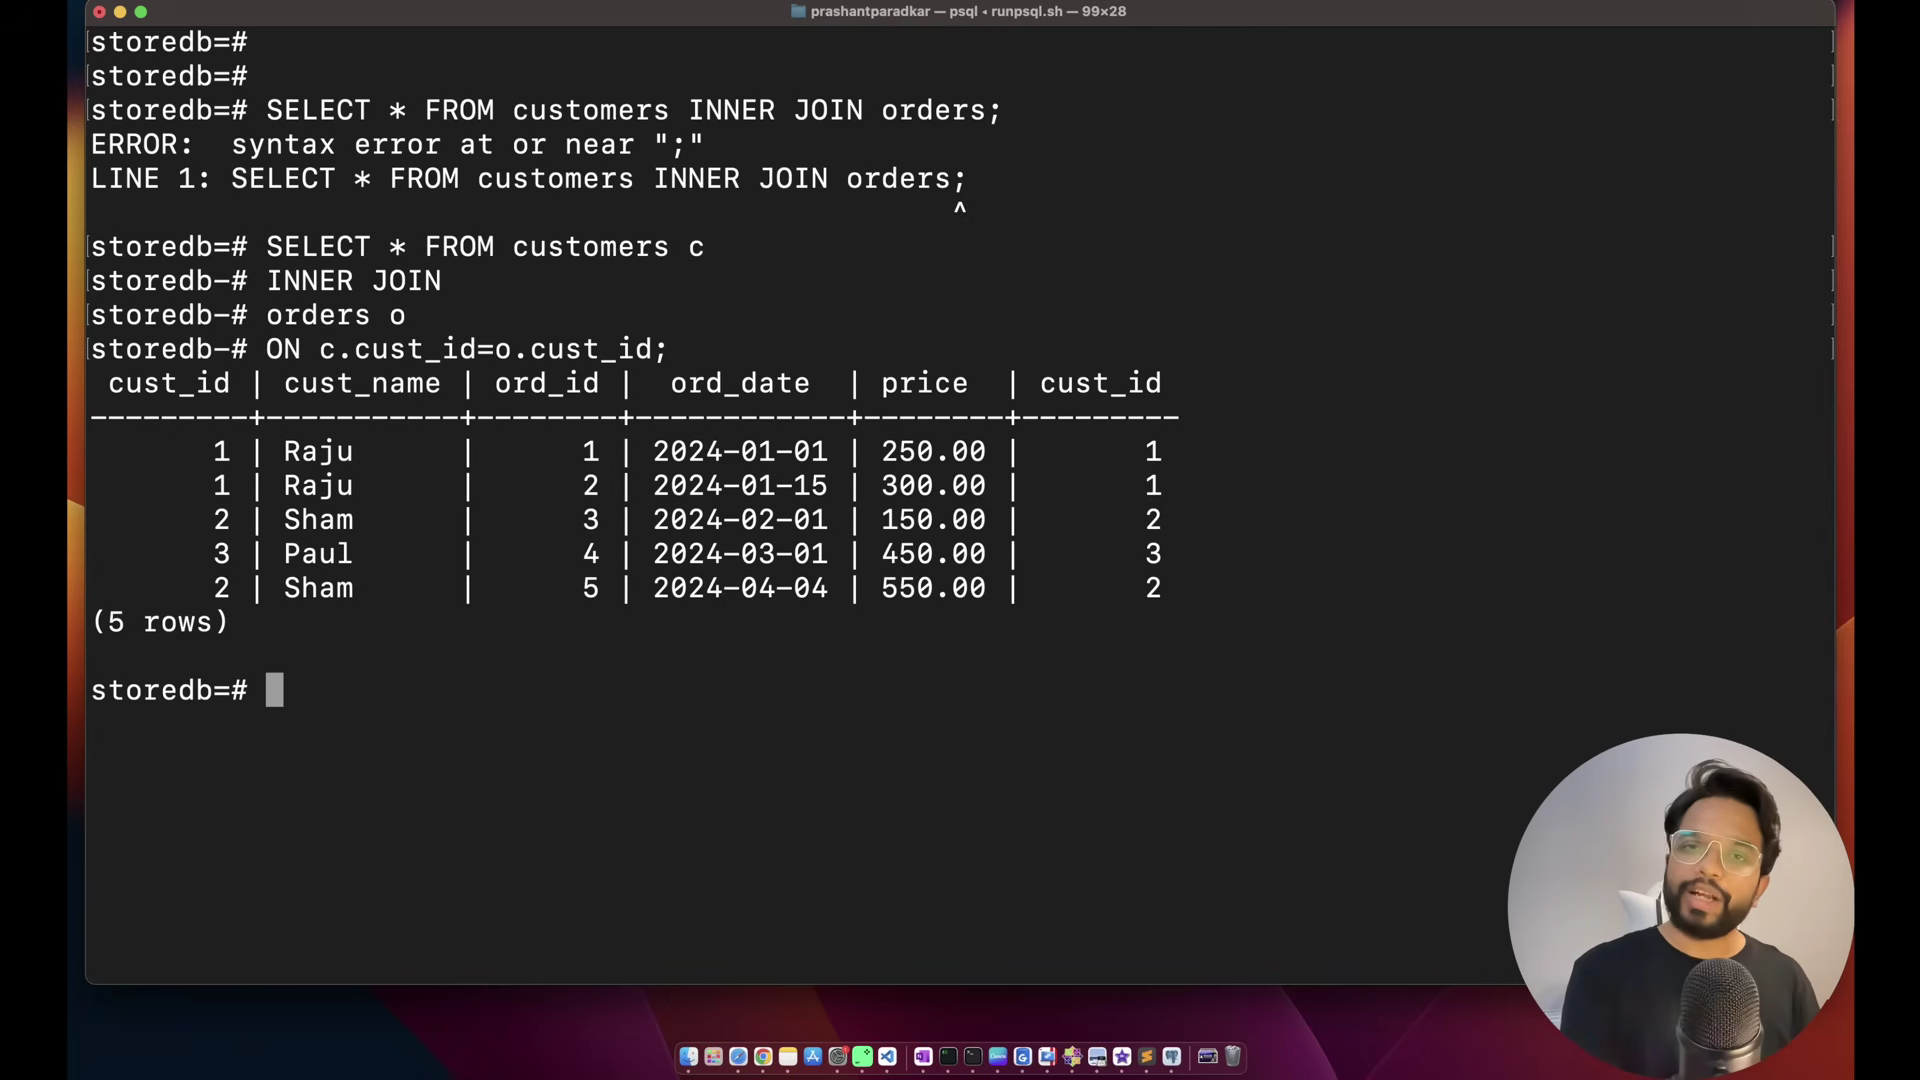 prashantparadkar — psql ◂ runpsql.sh — 99×28
storedb=#
storedb=#
storedb=# SELECT * FROM customers INNER JOIN orders;
ERROR:  syntax error at or near ";"
LINE 1: SELECT * FROM customers INNER JOIN orders;
^
storedb=# SELECT * FROM customers c
storedb-# INNER JOIN
storedb-# orders o
storedb-# ON c.cust_id=o.cust_id;
cust_id | cust_name | ord_id |  ord_date  | price  | cust_id
---------+-----------+--------+------------+--------+---------
1 | Raju      |      1 | 2024-01-01 | 250.00 |       1
1 | Raju      |      2 | 2024-01-15 | 300.00 |       1
2 | Sham      |      3 | 2024-02-01 | 150.00 |       2
3 | Paul      |      4 | 2024-03-01 | 450.00 |       3
2 | Sham      |      5 | 2024-04-04 | 550.00 |       2
(5 rows)
storedb=#